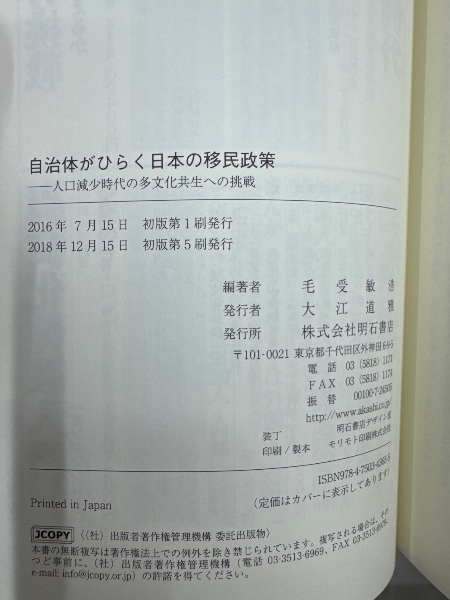 自治体がひらく日本の移民政策
――人口減少時代の多文化共生への挑戦
2016年 7月15日 初版第1刷発行
2018年12月15日 初版第5刷発行
編著者 毛受敏浩
発行者 大江道雅
発行所 株式会社明石書店
〒101-0021 東京都千代田区外神田 6-9-5
電話 03 (5818) 1171
FAX 03 (5818) 1174
振替 00100-7-24505
http://www.akashi.co.jp/
装丁 明石書店デザイン室
印刷/製本 モリモト印刷株式会社
ISBN978-4-7503-4365-5
Printed in Japan
(定価はカバーに表示してあります)
JCOPY 〈(社)出版者著作権管理機構 委託出版物〉
本書の無断複写は著作権法上での例外を除き禁じられています。複写される場合は、その
つど事前に、(社)出版者著作権管理機構(電話 03-3513-6969、FAX 03-3513-6979、
e-mail: info@jcopy.or.jp)の許諾を得てください。